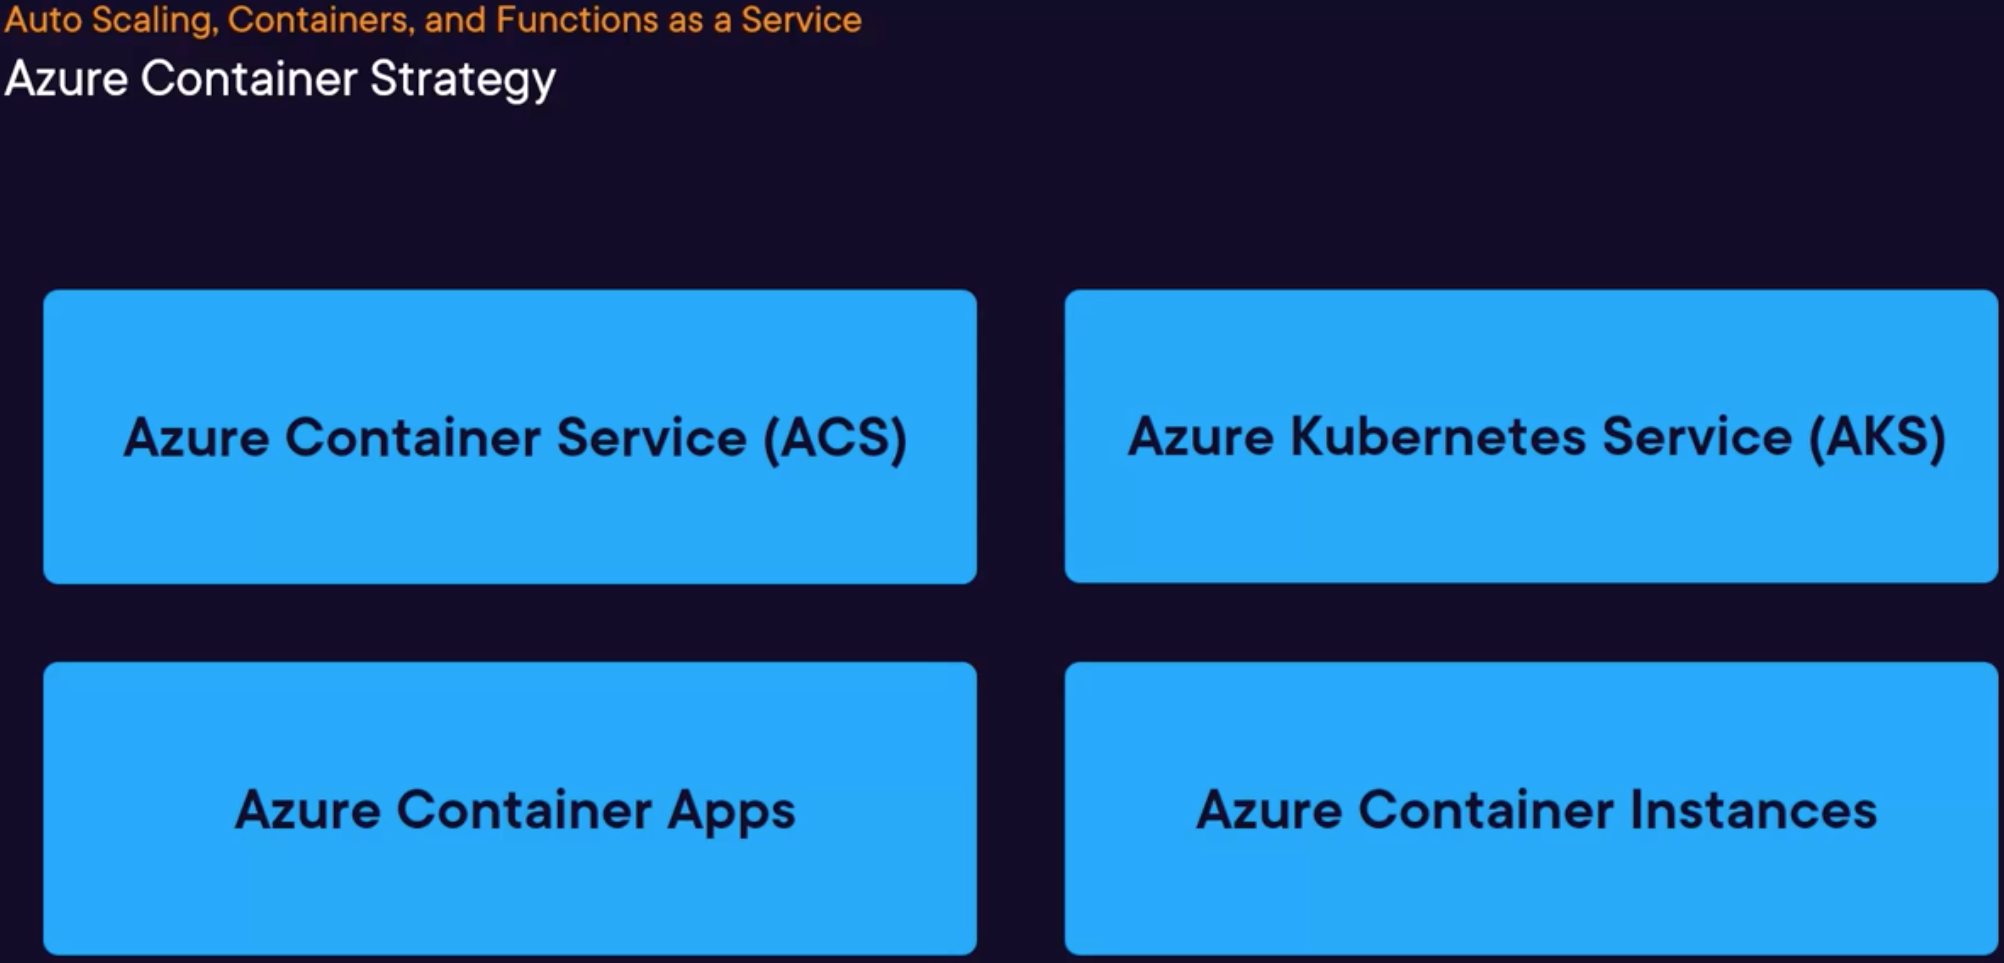 Auto Scaling, Containers, and Functions as a Service
Azure Container Strategy
Azure Container Service (ACS)
Azure Kubernetes Service (AKS)
Azure Container Apps
Azure Container Instances